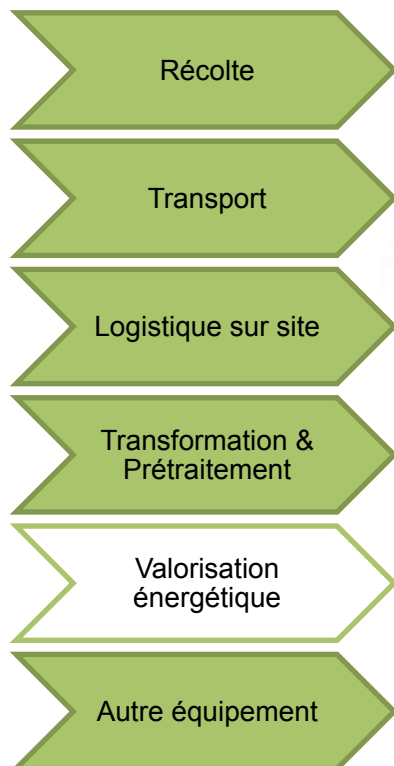 Récolte
Transport
Logistique sur site
Transformation &
Prétraitement
Valorisation
énergétique
Autre équipement